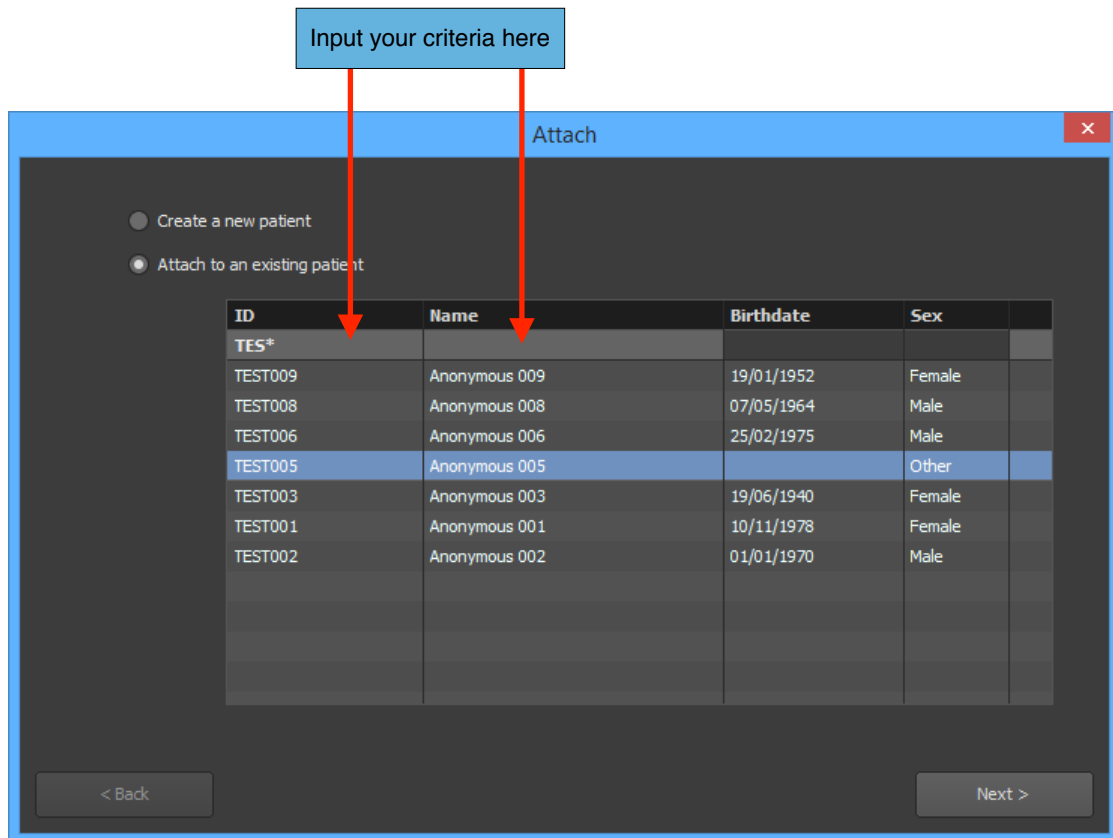 Input your criteria here
Attach
Create a new patient
Attach to an existing patient
ID Name Birthdate Sex
TES*
TEST009 Anonymous 009 19/01/1952 Female
TEST008 Anonymous 008 07/05/1964 Male
TEST006 Anonymous 006 25/02/1975 Male
TEST005 Anonymous 005 Other
TEST003 Anonymous 003 19/06/1940 Female
TEST001 Anonymous 001 10/11/1978 Female
TEST002 Anonymous 002 01/01/1970 Male
< Back Next >